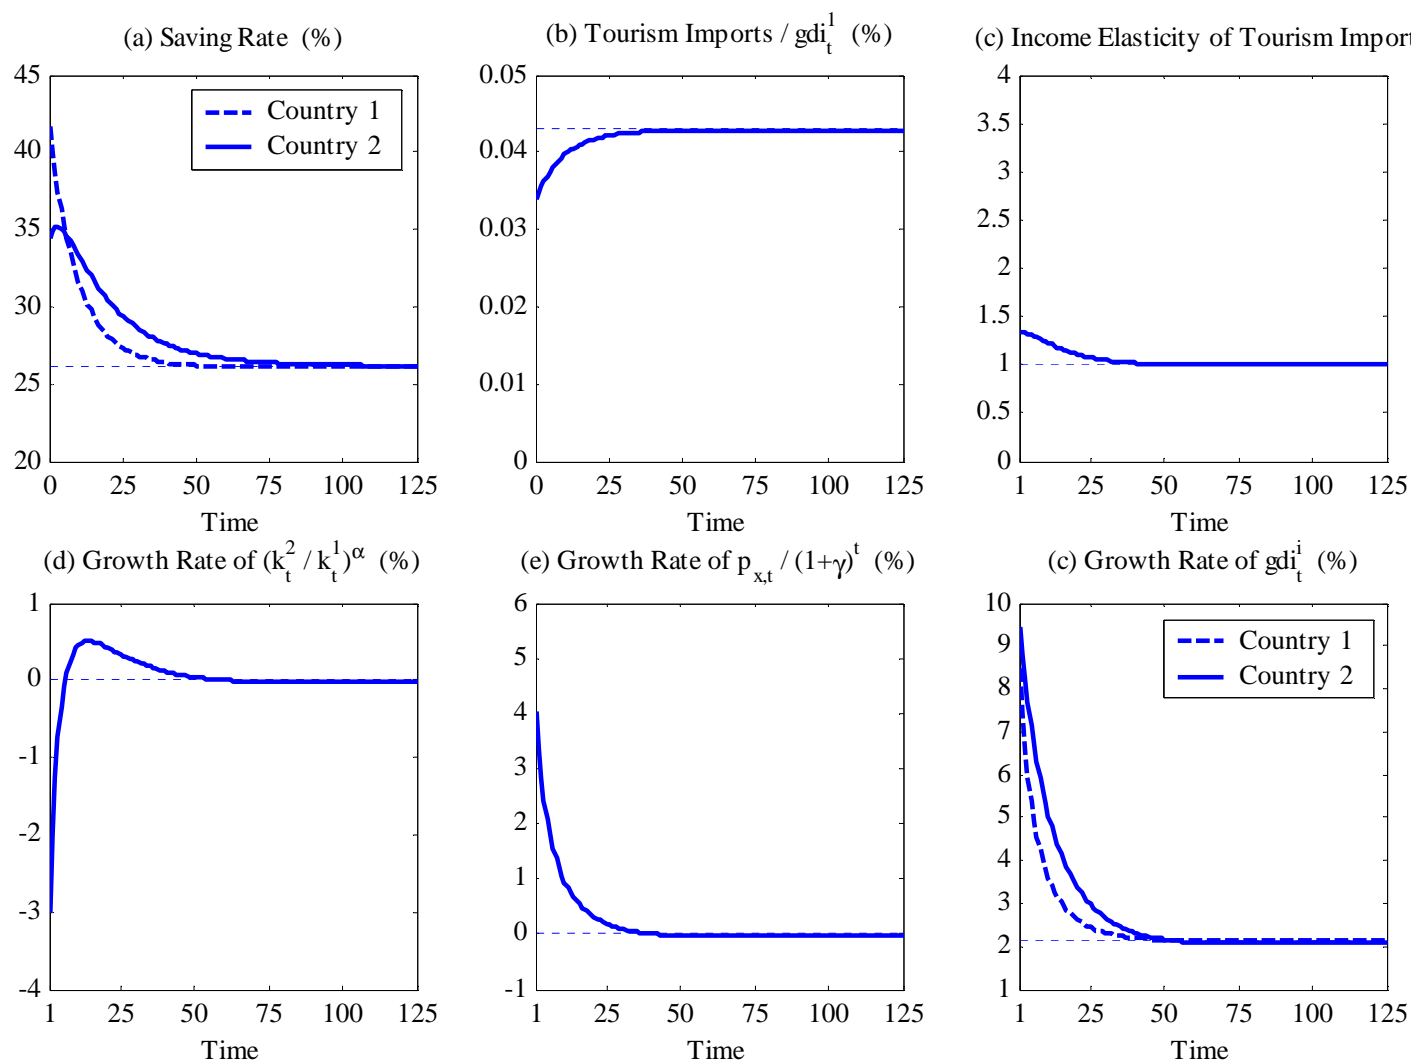 (a) Saving Rate (%)
45
40
35
30
25
20
0 25 50 75 100 125
Time
Country 1
Country 2
(b) Tourism Imports / gdi_t^1 (%)
0.05
0.04
0.03
0.02
0.01
0
0 25 50 75 100 125
Time
(c) Income Elasticity of Tourism Import
4
3.5
3
2.5
2
1.5
1
0.5
0
1 25 50 75 100 125
Time
(d) Growth Rate of (k_t^2 / k_t^1)^α (%)
1
0
-1
-2
-3
-4
1 25 50 75 100 125
Time
(e) Growth Rate of p_{x,t} / (1+γ)^t (%)
6
5
4
3
2
1
0
-1
1 25 50 75 100 125
Time
(c) Growth Rate of gdi_t^i (%)
10
9
8
7
6
5
4
3
2
1
1 25 50 75 100 125
Time
Country 1
Country 2